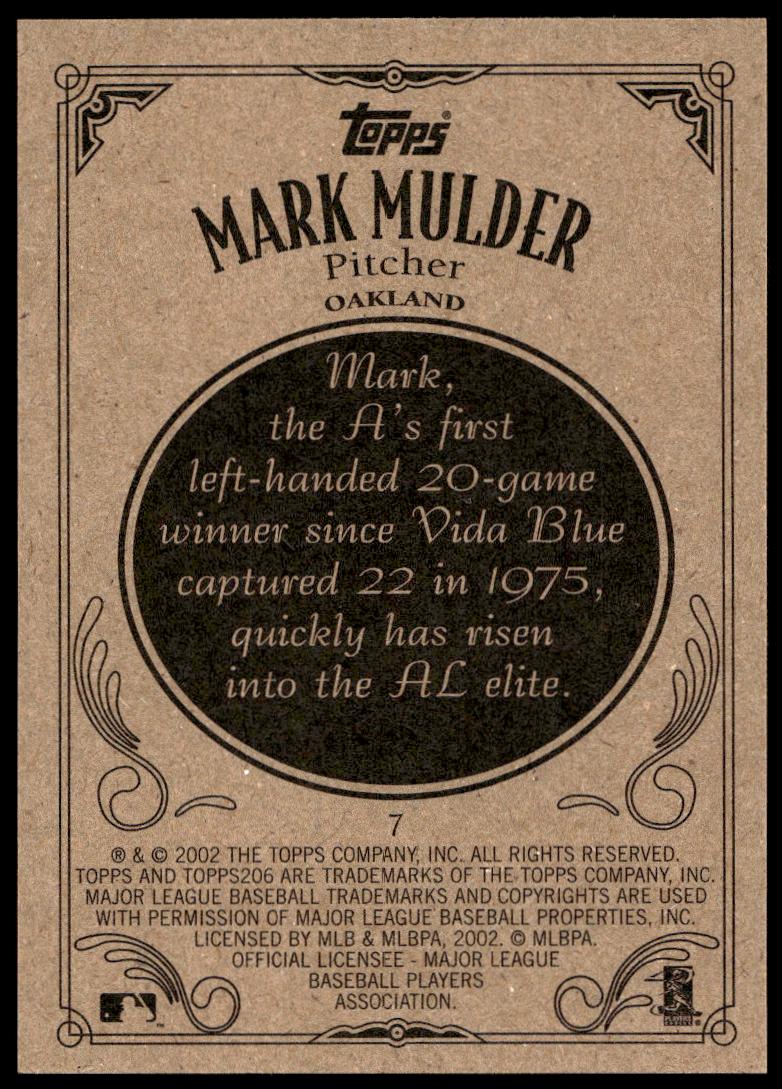 Topps®
MARK MULDER
Pitcher
OAKLAND
Mark,
the A's first
left-handed 20-game
winner since Vida Blue
captured 22 in 1975,
quickly has risen
into the AL elite.
7
® & © 2002 THE TOPPS COMPANY, INC. ALL RIGHTS RESERVED.
TOPPS AND TOPPS206 ARE TRADEMARKS OF THE TOPPS COMPANY, INC.
MAJOR LEAGUE BASEBALL TRADEMARKS AND COPYRIGHTS ARE USED
WITH PERMISSION OF MAJOR LEAGUE BASEBALL PROPERTIES, INC.
LICENSED BY MLB & MLBPA, 2002. © MLBPA.
OFFICIAL LICENSEE - MAJOR LEAGUE
BASEBALL PLAYERS
ASSOCIATION.
™